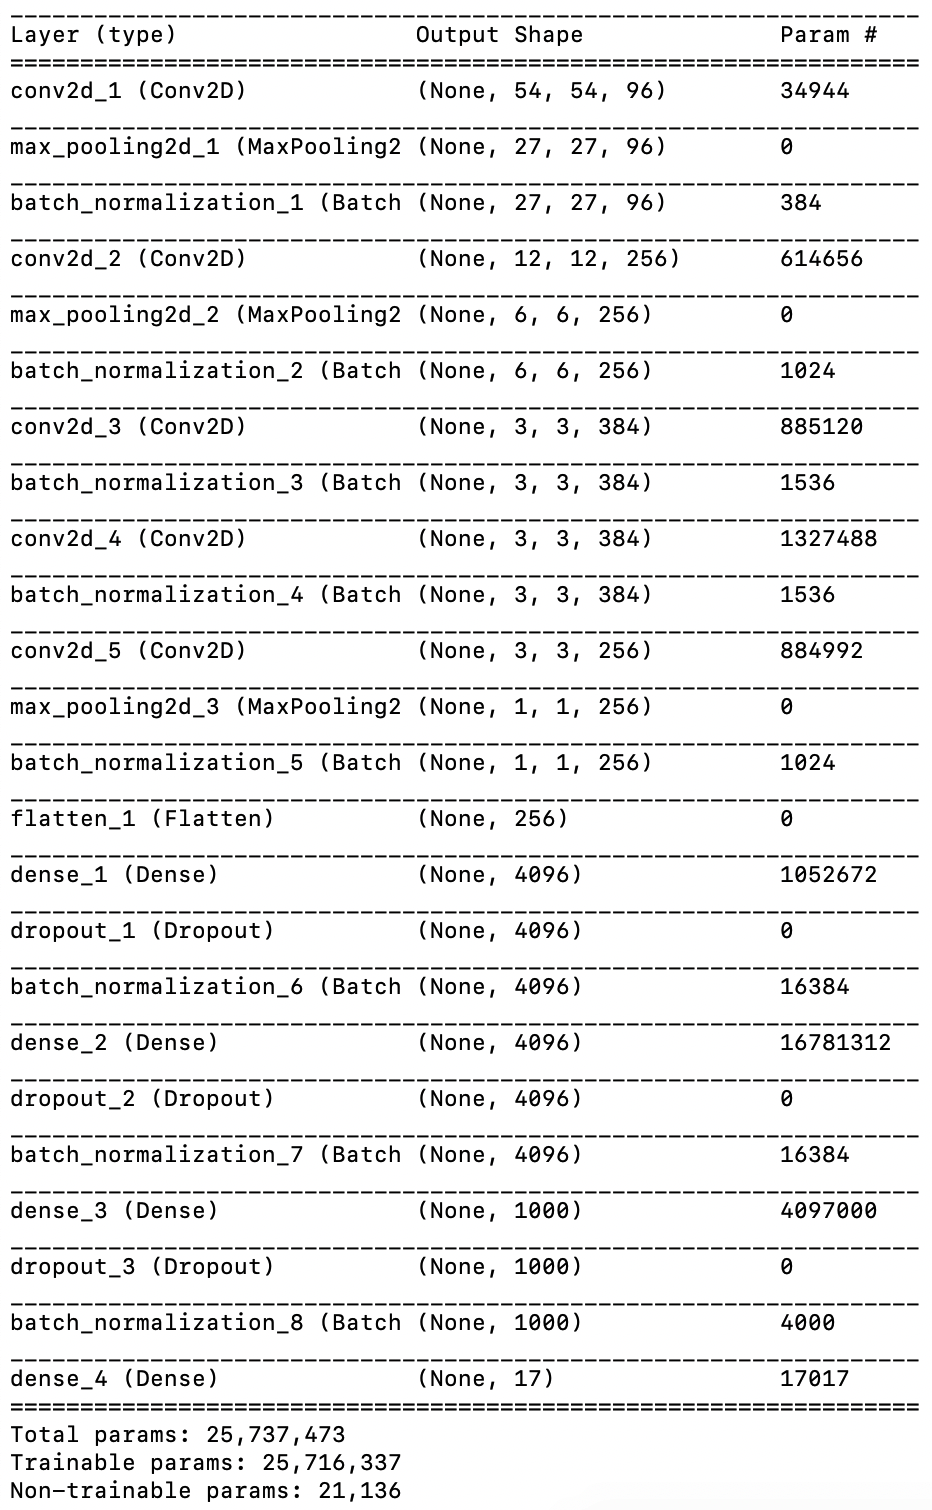 Layer (type) Output Shape Param #
conv2d_1 (Conv2D) (None, 54, 54, 96) 34944
max_pooling2d_1 (MaxPooling2 (None, 27, 27, 96) 0
batch_normalization_1 (Batch (None, 27, 27, 96) 384
conv2d_2 (Conv2D) (None, 12, 12, 256) 614656
max_pooling2d_2 (MaxPooling2 (None, 6, 6, 256) 0
batch_normalization_2 (Batch (None, 6, 6, 256) 1024
conv2d_3 (Conv2D) (None, 3, 3, 384) 885120
batch_normalization_3 (Batch (None, 3, 3, 384) 1536
conv2d_4 (Conv2D) (None, 3, 3, 384) 1327488
batch_normalization_4 (Batch (None, 3, 3, 384) 1536
conv2d_5 (Conv2D) (None, 3, 3, 256) 884992
max_pooling2d_3 (MaxPooling2 (None, 1, 1, 256) 0
batch_normalization_5 (Batch (None, 1, 1, 256) 1024
flatten_1 (Flatten) (None, 256) 0
dense_1 (Dense) (None, 4096) 1052672
dropout_1 (Dropout) (None, 4096) 0
batch_normalization_6 (Batch (None, 4096) 16384
dense_2 (Dense) (None, 4096) 16781312
dropout_2 (Dropout) (None, 4096) 0
batch_normalization_7 (Batch (None, 4096) 16384
dense_3 (Dense) (None, 1000) 4097000
dropout_3 (Dropout) (None, 1000) 0
batch_normalization_8 (Batch (None, 1000) 4000
dense_4 (Dense) (None, 17) 17017
Total params: 25,737,473
Trainable params: 25,716,337
Non-trainable params: 21,136